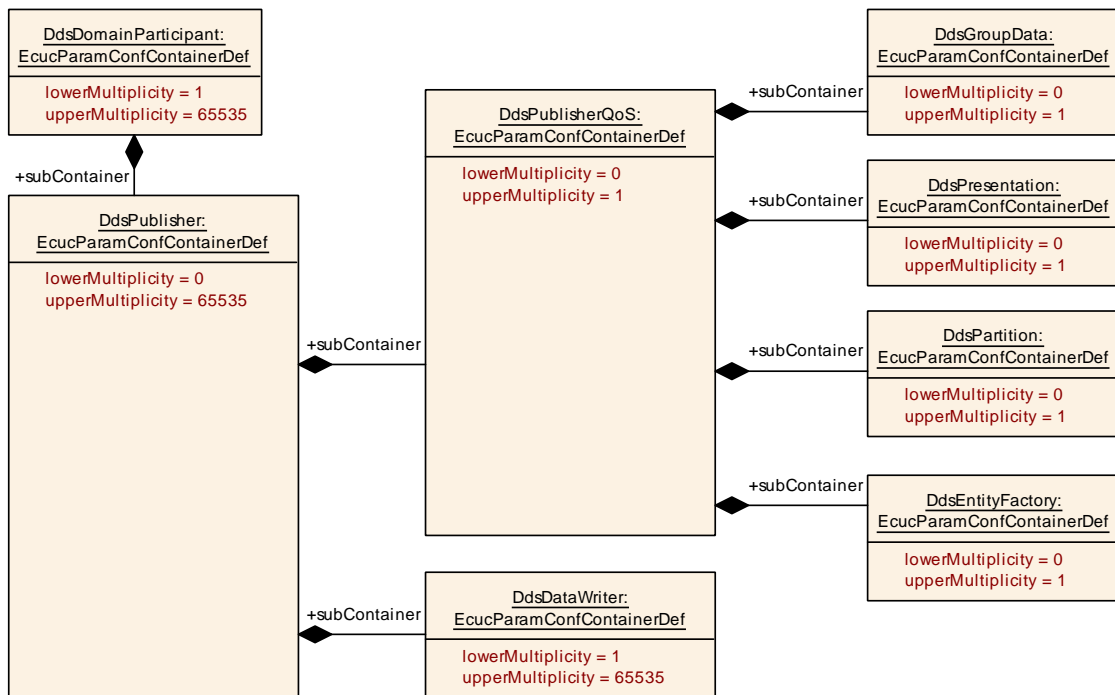 DdsDomainParticipant:
EcucParamConfContainerDef
lowerMultiplicity = 1
upperMultiplicity = 65535
+subContainer
DdsPublisher:
EcucParamConfContainerDef
lowerMultiplicity = 0
upperMultiplicity = 65535
+subContainer
DdsPublisherQoS:
EcucParamConfContainerDef
lowerMultiplicity = 0
upperMultiplicity = 1
+subContainer
DdsGroupData:
EcucParamConfContainerDef
lowerMultiplicity = 0
upperMultiplicity = 1
+subContainer
DdsPresentation:
EcucParamConfContainerDef
lowerMultiplicity = 0
upperMultiplicity = 1
+subContainer
DdsPartition:
EcucParamConfContainerDef
lowerMultiplicity = 0
upperMultiplicity = 1
+subContainer
DdsEntityFactory:
EcucParamConfContainerDef
lowerMultiplicity = 0
upperMultiplicity = 1
+subContainer
DdsDataWriter:
EcucParamConfContainerDef
lowerMultiplicity = 1
upperMultiplicity = 65535